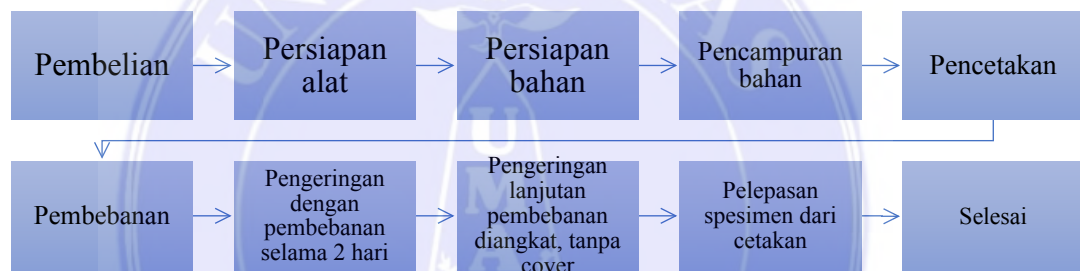 Pembelian
Persiapan
alat
Persiapan
bahan
Pencampuran
bahan
Pencetakan
Pembebanan
Pengeringan
dengan
pembebanan
selama 2 hari
Pengeringan
lanjutan
pembebanan
diangkat, tanpa
cover
Pelepasan
spesimen dari
cetakan
Selesai
U
M
A